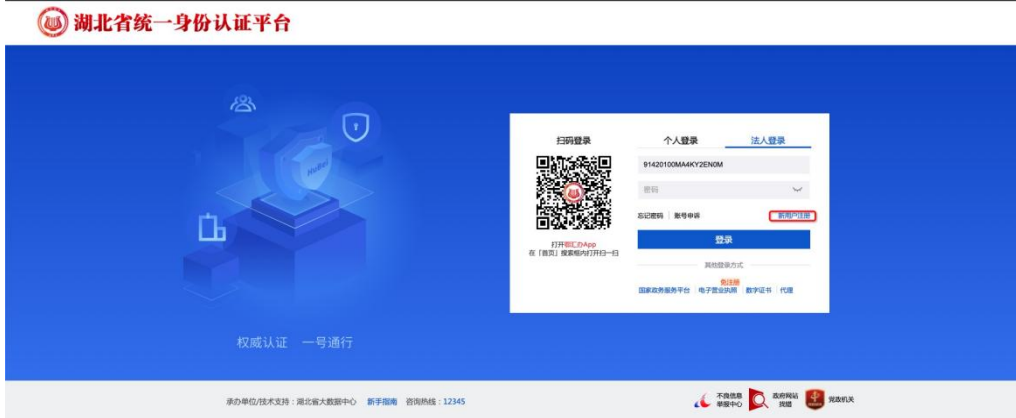 湖北省统一身份认证平台
HuBei
权威认证 一号通行
扫码登录
打开鄂汇办App
在「首页」搜索框内打开扫一扫
个人登录 法人登录
91420100MA4KY2EN0M
密码
忘记密码 账号申诉 新用户注册
登录
其他登录方式
免注册
国家政务服务平台 电子营业执照 数字证书 代理
承办单位/技术支持：湖北省大数据中心 新手指南 咨询热线：12345
不良信息
举报中心
政府网站
找错
党政机关